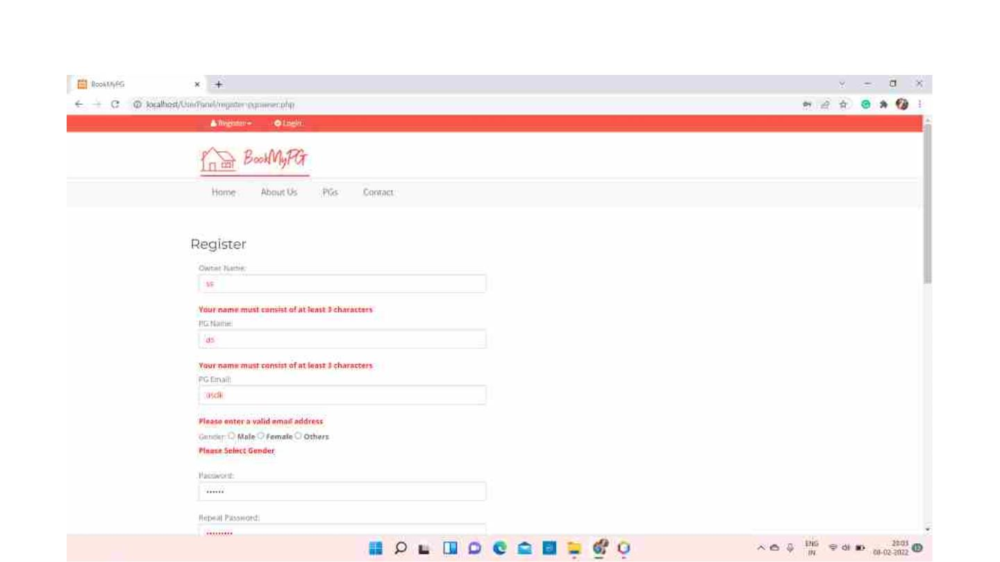 BookMyPG
localhost/UserPanel/register-pgowner.php
Register
Login
BookMyPG
Home About Us PGs Contact
Register
Owner Name:
ss
Your name must consist of at least 3 characters
PG Name:
as
Your name must consist of at least 3 characters
PG Email:
asdk
Please enter a valid email address
Gender: Male Female Others
Please Select Gender
Password:
••••••
Repeat Password:
•••••••••
ENG
IN
20:03
08-02-2022